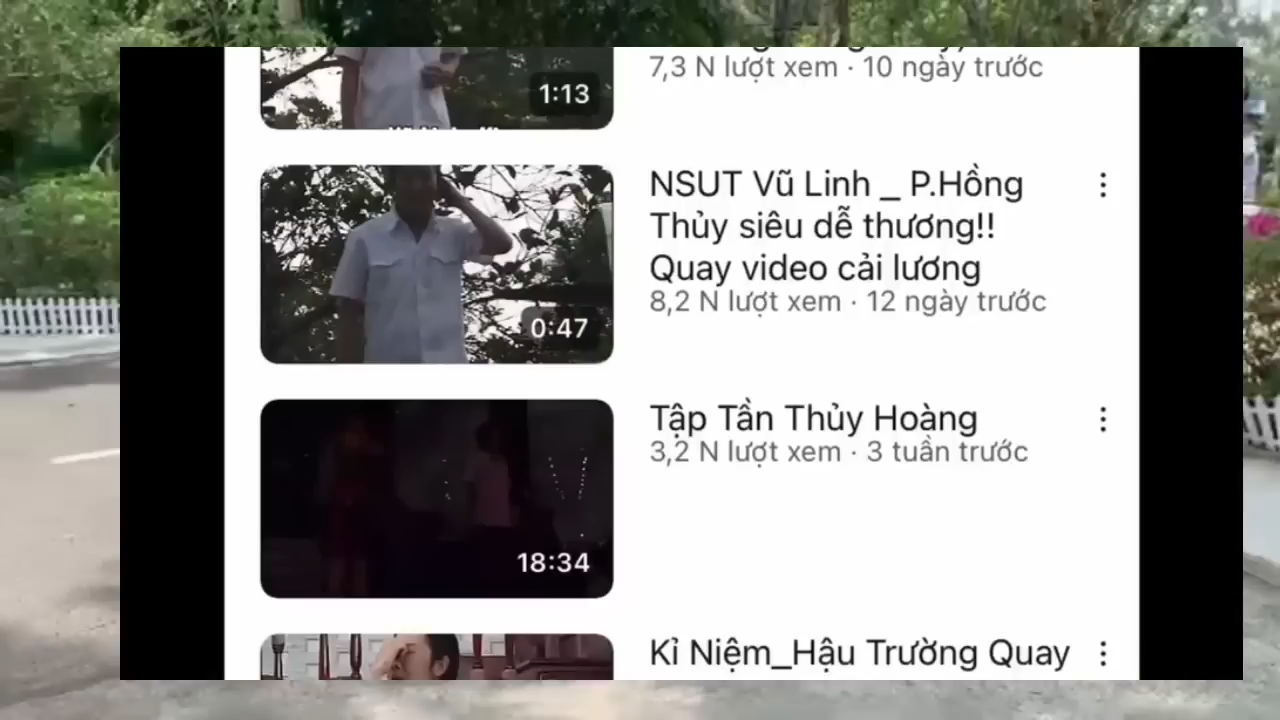 7,3 N lượt xem · 10 ngày trước
1:13
NSUT Vũ Linh _ P.Hồng
Thủy siêu dễ thương!!
Quay video cải lương
8,2 N lượt xem · 12 ngày trước
0:47
Tập Tần Thủy Hoàng
3,2 N lượt xem · 3 tuần trước
18:34
Kỉ Niệm_Hậu Trường Quay